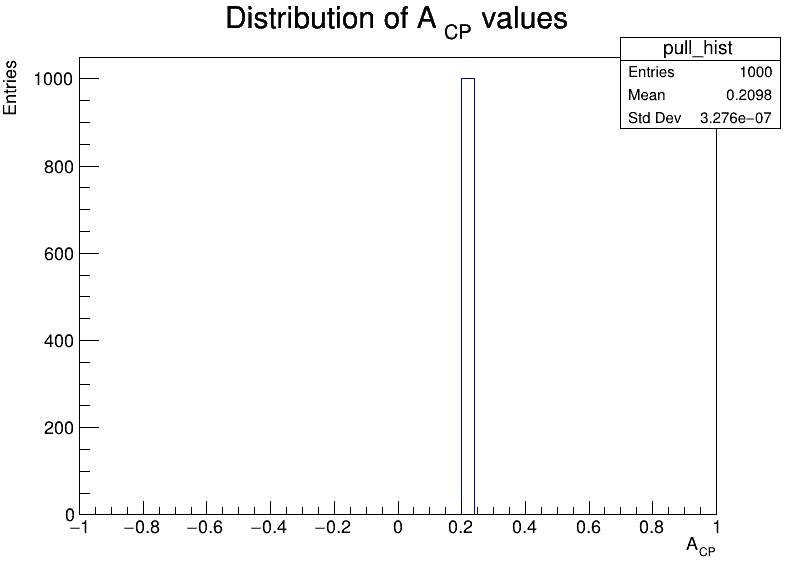 Distribution of A CP values
pull_hist
Entries 1000
Mean 0.2098
Std Dev 3.276e−07
Entries
1000
800
600
400
200
0
−1 −0.8 −0.6 −0.4 −0.2 0 0.2 0.4 0.6 0.8 1
A CP